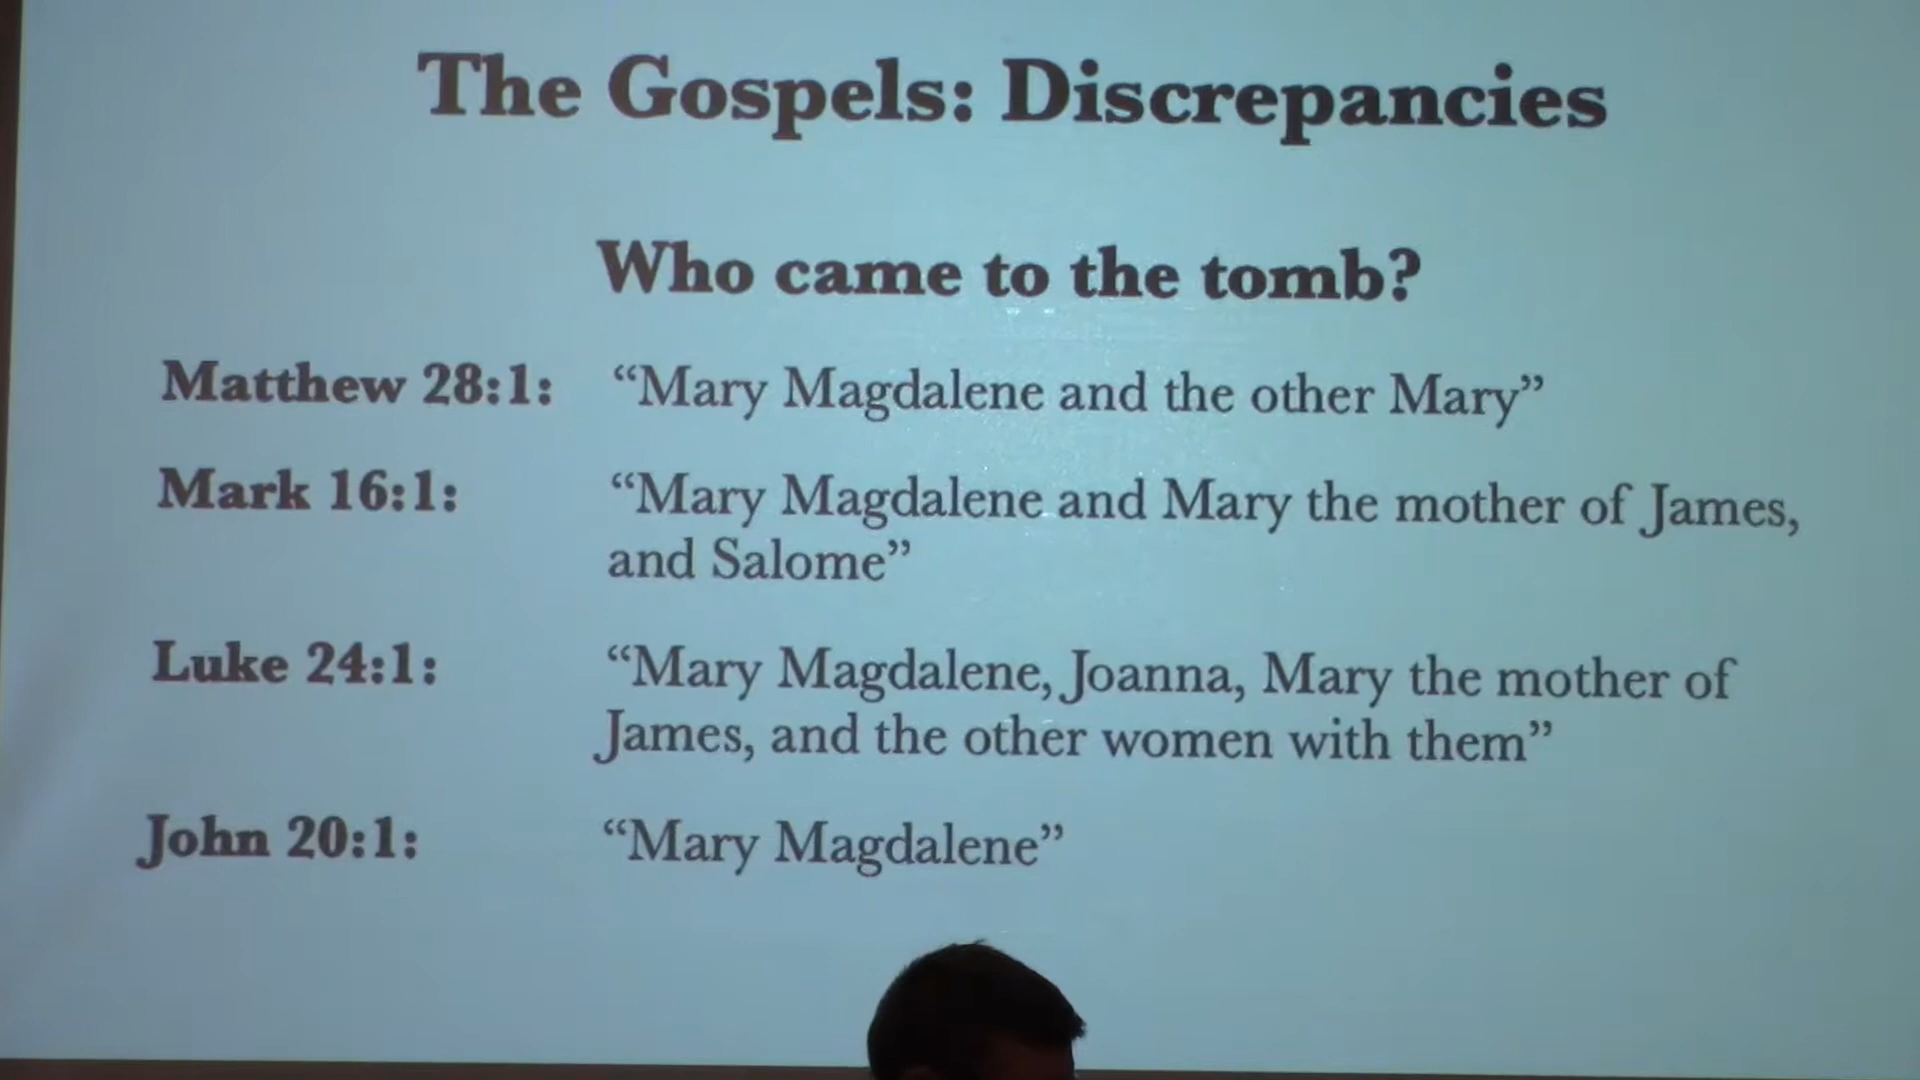 The Gospels: Discrepancies
Who came to the tomb?
Matthew 28:1: “Mary Magdalene and the other Mary”
Mark 16:1: “Mary Magdalene and Mary the mother of James,
and Salome”
Luke 24:1: “Mary Magdalene, Joanna, Mary the mother of
James, and the other women with them”
John 20:1: “Mary Magdalene”